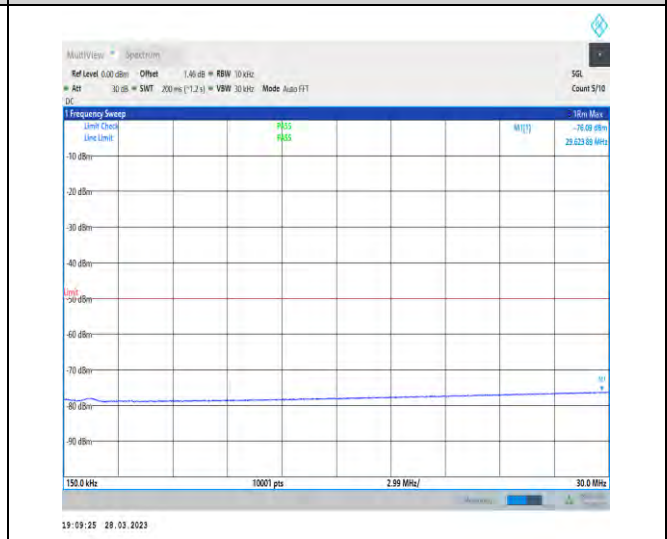 MultiView Spectrum
Ref Level 0.00 dBm Offset 1.46 dB RBW 10 kHz SGL
Att 30 dB SWT 200 ms (~1.2 s) VBW 30 kHz Mode Auto FFT Count 5/10
DC
1 Frequency Sweep 1Rm Max
Limit Check PASS M1[1]
Line Limit PASS 29.623 88 MHz
-10 dBm
-20 dBm
-30 dBm
-40 dBm
Limit
-50 dBm
-60 dBm
-70 dBm
M1
-80 dBm
-90 dBm
150.0 kHz 10001 pts 2.99 MHz/ 30.0 MHz
19:09:25 28.03.2023